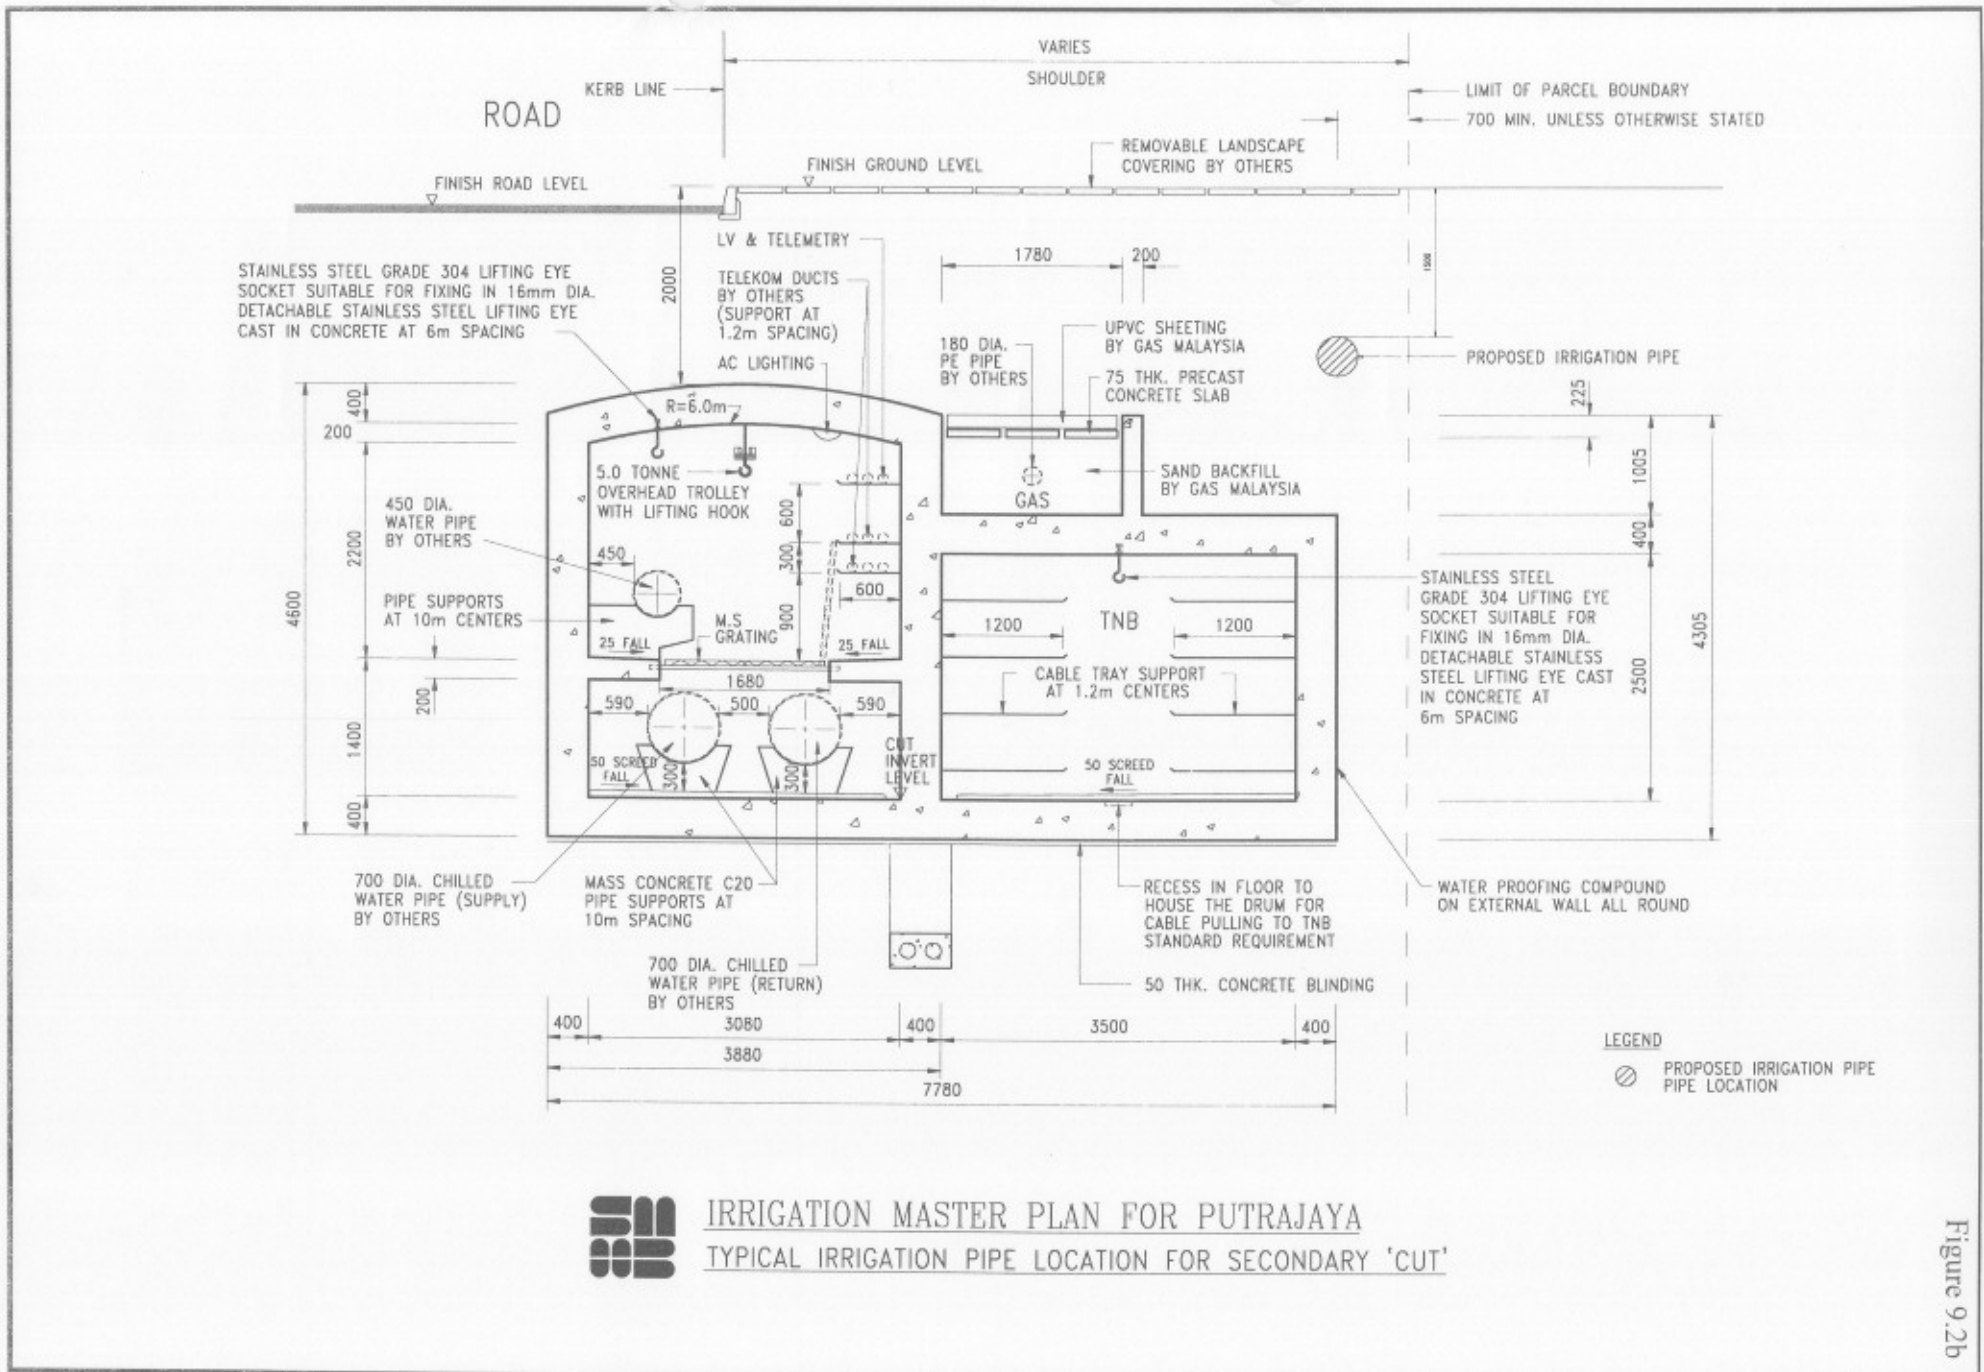 VARIES
SHOULDER
KERB LINE
ROAD
LIMIT OF PARCEL BOUNDARY
700 MIN. UNLESS OTHERWISE STATED
REMOVABLE LANDSCAPE
COVERING BY OTHERS
FINISH GROUND LEVEL
FINISH ROAD LEVEL
LV & TELEMETRY
1780
200
1500
STAINLESS STEEL GRADE 304 LIFTING EYE
SOCKET SUITABLE FOR FIXING IN 16mm DIA.
DETACHABLE STAINLESS STEEL LIFTING EYE
CAST IN CONCRETE AT 6m SPACING
2000
TELEKOM DUCTS
BY OTHERS
(SUPPORT AT
1.2m SPACING)
AC LIGHTING
180 DIA.
PE PIPE
BY OTHERS
UPVC SHEETING
BY GAS MALAYSIA
75 THK. PRECAST
CONCRETE SLAB
PROPOSED IRRIGATION PIPE
225
400
200
R=6.0m
5.0 TONNE
OVERHEAD TROLLEY
WITH LIFTING HOOK
GAS
SAND BACKFILL
BY GAS MALAYSIA
1005
400
450 DIA.
WATER PIPE
BY OTHERS
2200
450
600
300
600
900
4600
PIPE SUPPORTS
AT 10m CENTERS
25 FALL
M.S
GRATING
25 FALL
1200
TNB
1200
STAINLESS STEEL
GRADE 304 LIFTING EYE
SOCKET SUITABLE FOR
FIXING IN 16mm DIA.
DETACHABLE STAINLESS
STEEL LIFTING EYE CAST
IN CONCRETE AT
6m SPACING
2500
4305
CABLE TRAY SUPPORT
AT 1.2m CENTERS
1680
200
590
500
590
1400
50 SCREED
FALL
300
300
CUT
INVERT
LEVEL
50 SCREED
FALL
400
700 DIA. CHILLED
WATER PIPE (SUPPLY)
BY OTHERS
MASS CONCRETE C20
PIPE SUPPORTS AT
10m SPACING
700 DIA. CHILLED
WATER PIPE (RETURN)
BY OTHERS
RECESS IN FLOOR TO
HOUSE THE DRUM FOR
CABLE PULLING TO TNB
STANDARD REQUIREMENT
WATER PROOFING COMPOUND
ON EXTERNAL WALL ALL ROUND
50 THK. CONCRETE BLINDING
400
3080
400
3500
400
3880
7780
LEGEND
PROPOSED IRRIGATION PIPE
PIPE LOCATION
IRRIGATION MASTER PLAN FOR PUTRAJAYA
TYPICAL IRRIGATION PIPE LOCATION FOR SECONDARY 'CUT'
Figure 9.2b